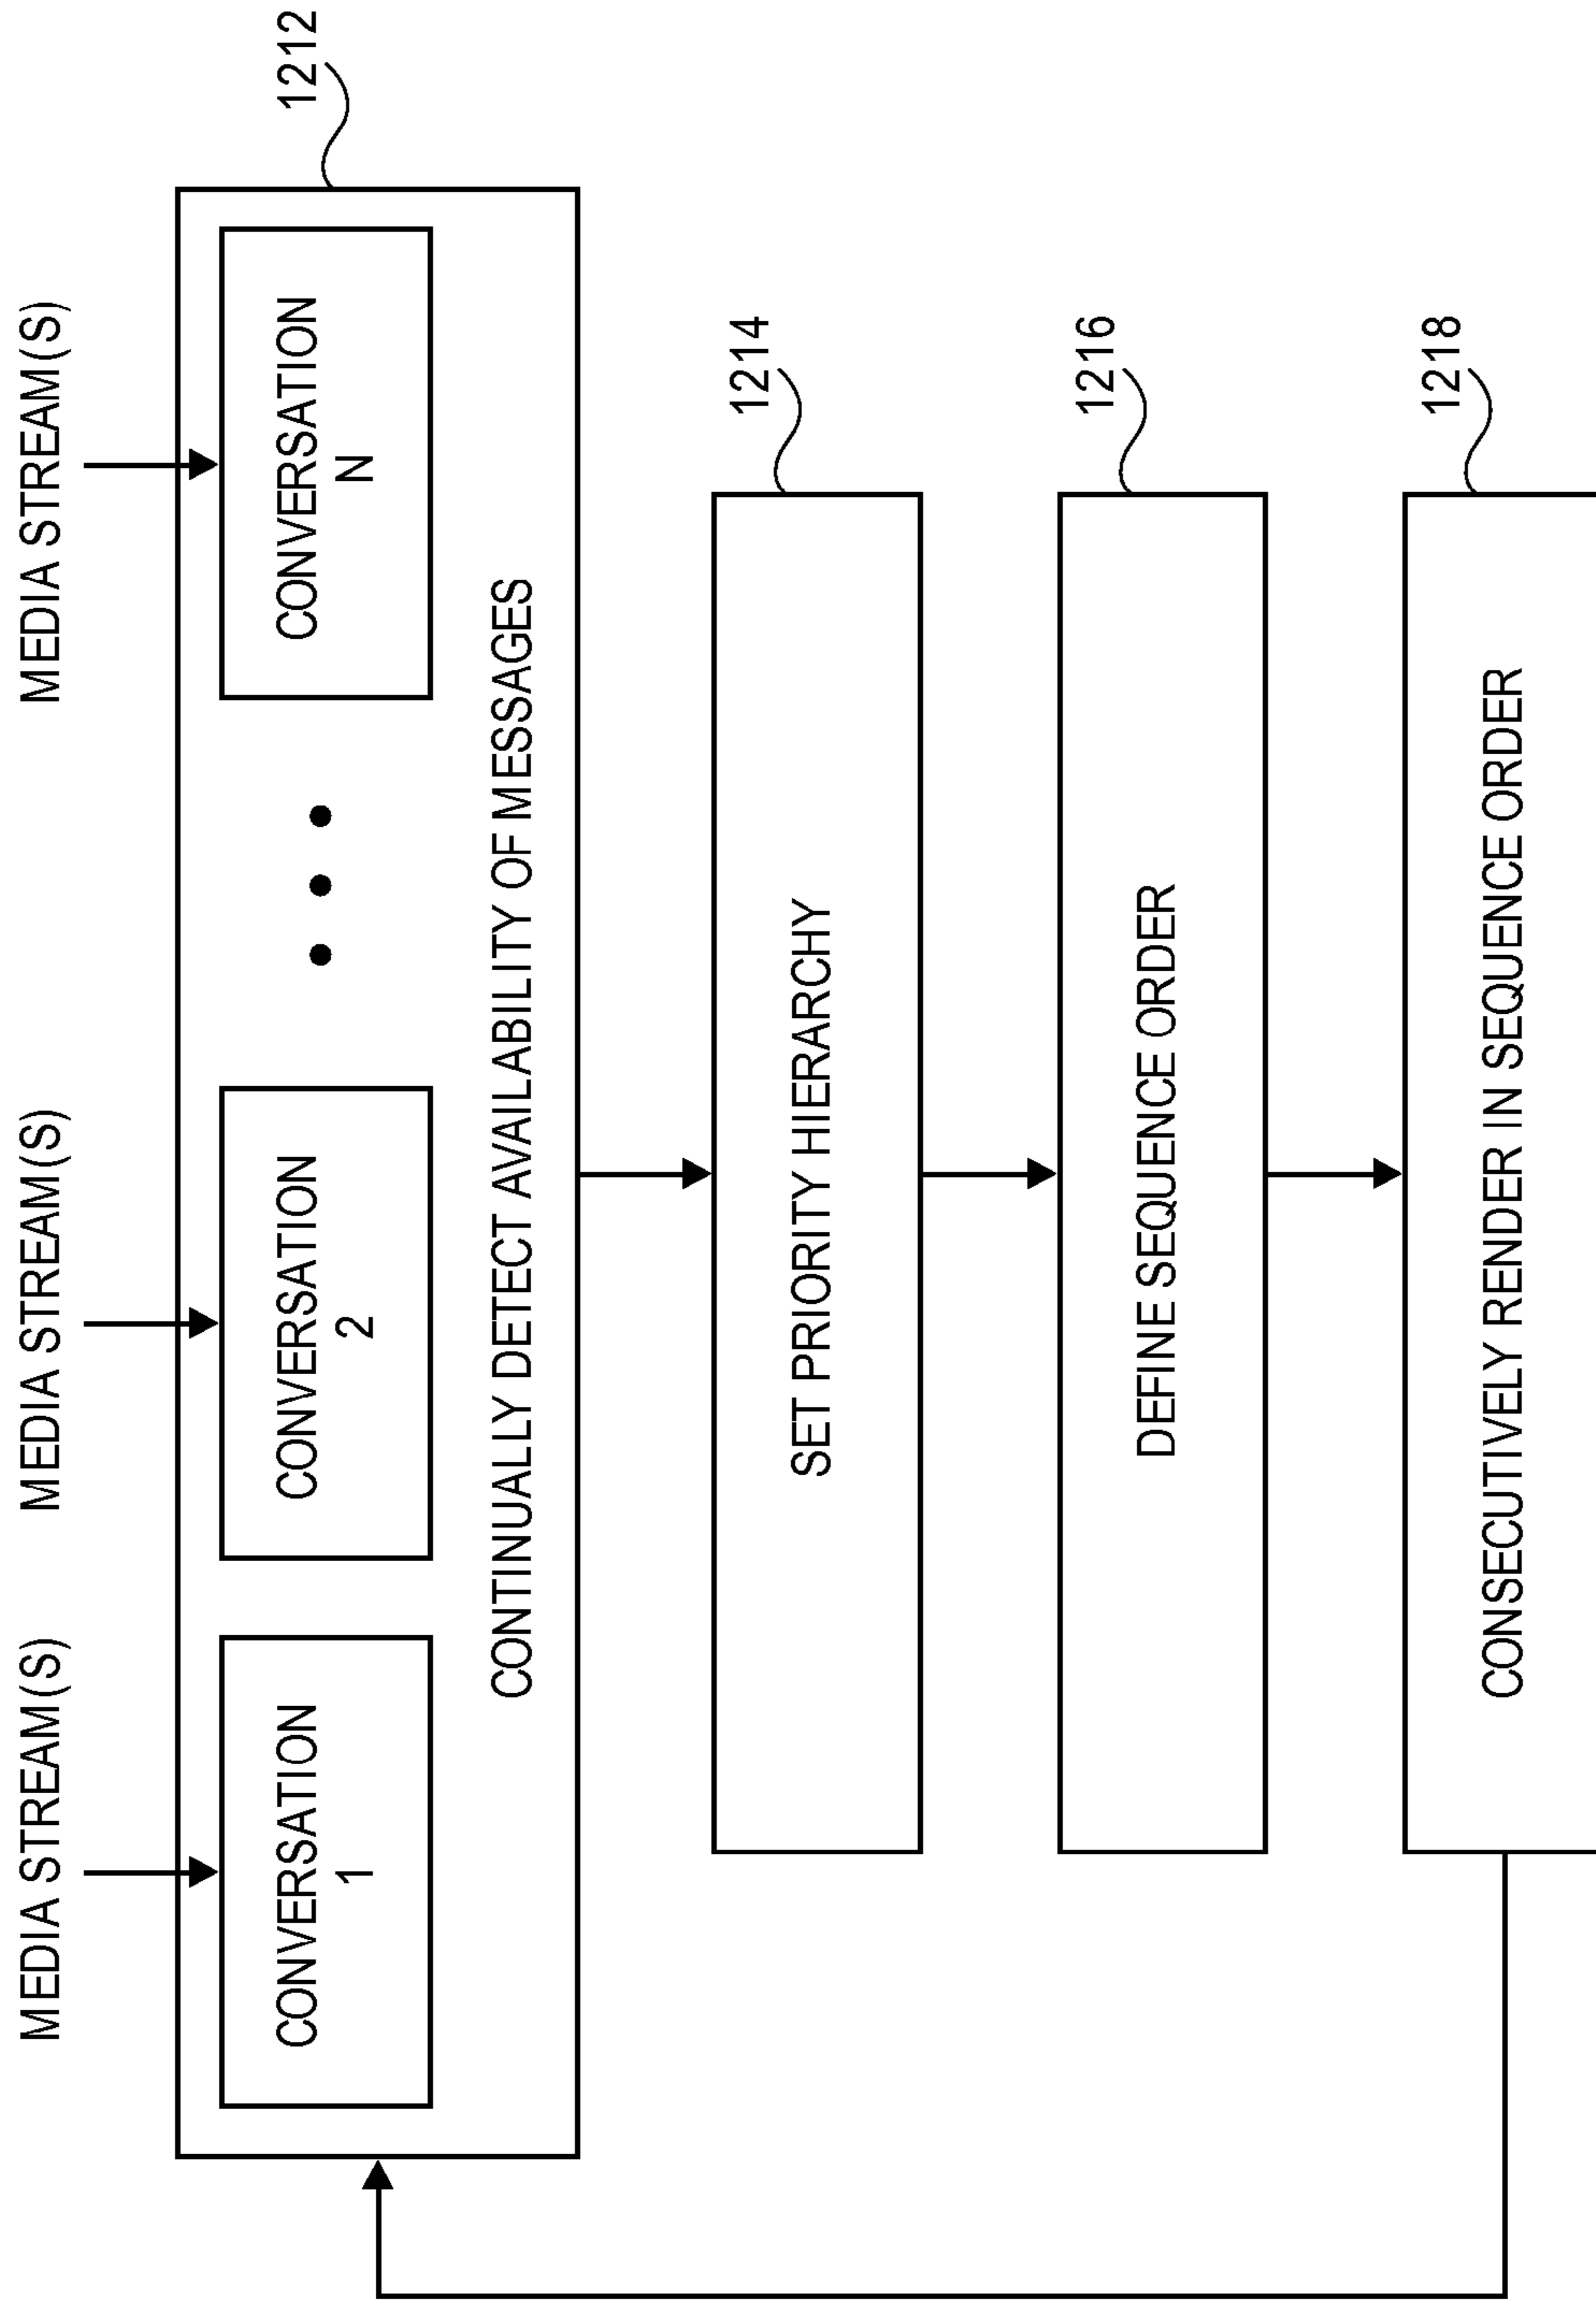 MEDIA STREAM(S) MEDIA STREAM(S) MEDIA STREAM(S)
1212
CONVERSATION
1
CONVERSATION
2
CONVERSATION
N
CONTINUALLY DETECT AVAILABILITY OF MESSAGES
1214
SET PRIORITY HIERARCHY
1216
DEFINE SEQUENCE ORDER
1218
CONSECUTIVELY RENDER IN SEQUENCE ORDER